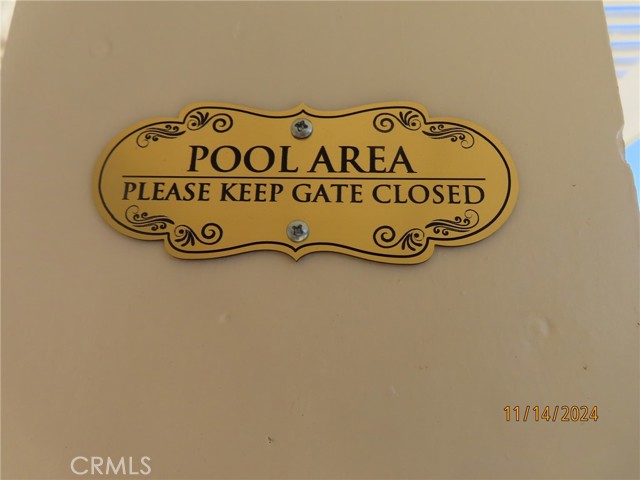 POOL AREA
PLEASE KEEP GATE CLOSED
11/14/2024
CRMLS